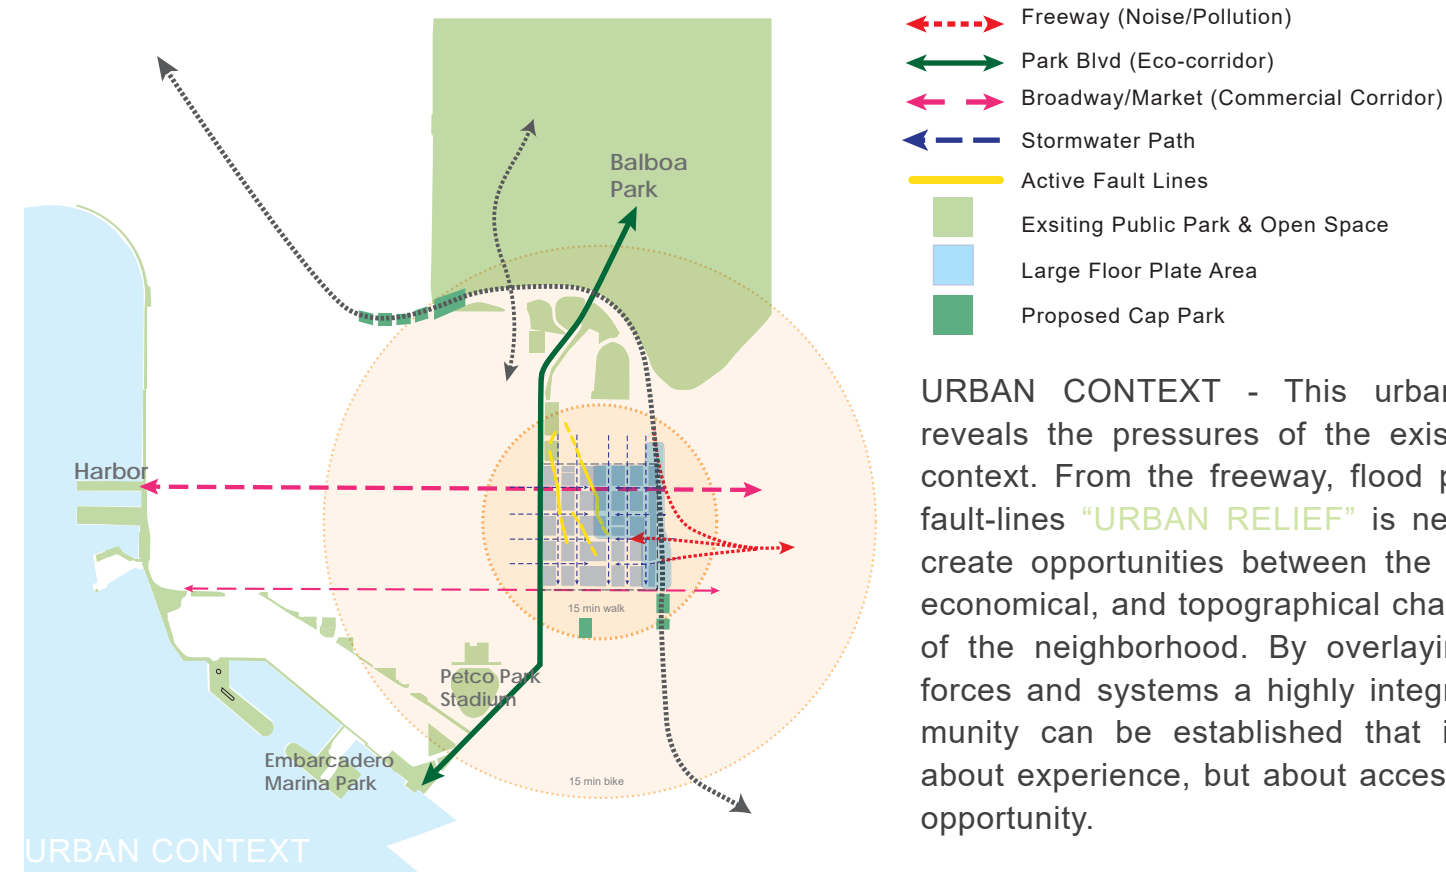 Freeway (Noise/Pollution)
Park Blvd (Eco-corridor)
Broadway/Market (Commercial Corridor)
Stormwater Path
Active Fault Lines
Exsiting Public Park & Open Space
Large Floor Plate Area
Proposed Cap Park
Balboa
Park
Harbor
15 min walk
Petco Park
Stadium
Embarcadero
Marina Park
15 min bike
URBAN CONTEXT
URBAN CONTEXT - This urban
reveals the pressures of the exis
context. From the freeway, flood p
fault-lines “URBAN RELIEF” is ne
create opportunities between the
economical, and topographical cha
of the neighborhood. By overlayi
forces and systems a highly integr
munity can be established that i
about experience, but about acces
opportunity.